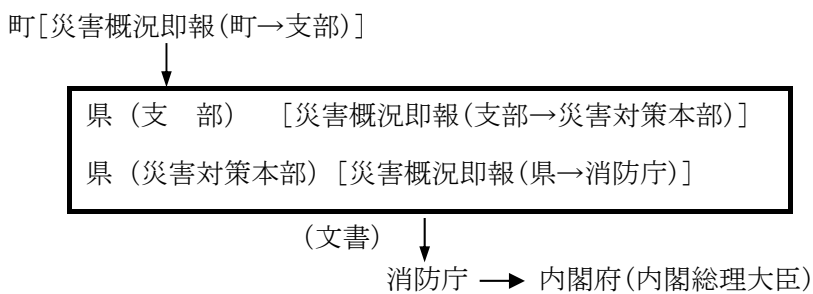 町[災害概況即報(町→支部)]
県（支　部）　[災害概況即報(支部→災害対策本部)]
県（災害対策本部）[災害概況即報(県→消防庁)]
（文書）
消防庁 → 内閣府(内閣総理大臣)